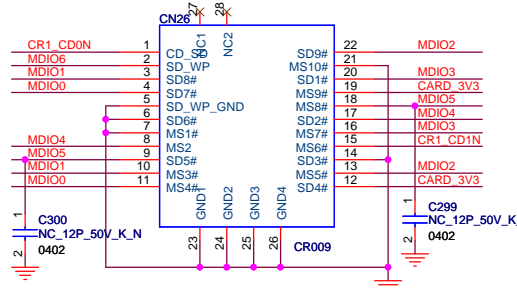 CN26
27
28
NC1
NC2
CR1_CD0N 1 CD_SD SD9# 22 MDIO2
MDIO6 2 SD_WP MS10# 21
MDIO1 3 SD8# SD1# 20 MDIO3
MDIO0 4 SD7# MS9# 19 CARD_3V3
5 SD_WP_GND MS8# 18 MDIO5
6 SD6# SD2# 17 MDIO4
7 MS1# MS7# 16 MDIO3
MDIO4 8 MS2 MS6# 15 CR1_CD1N
MDIO5 9 SD5# SD3# 14
MDIO1 10 MS3# MS5# 13 MDIO2
MDIO0 11 MS4# SD4# 12 CARD_3V3
GND1
GND2
GND3
GND4
23
24
25
26
CR009
1
C300
NC_12P_50V_K_N
2 0402
1
C299
NC_12P_50V_K_
2 0402